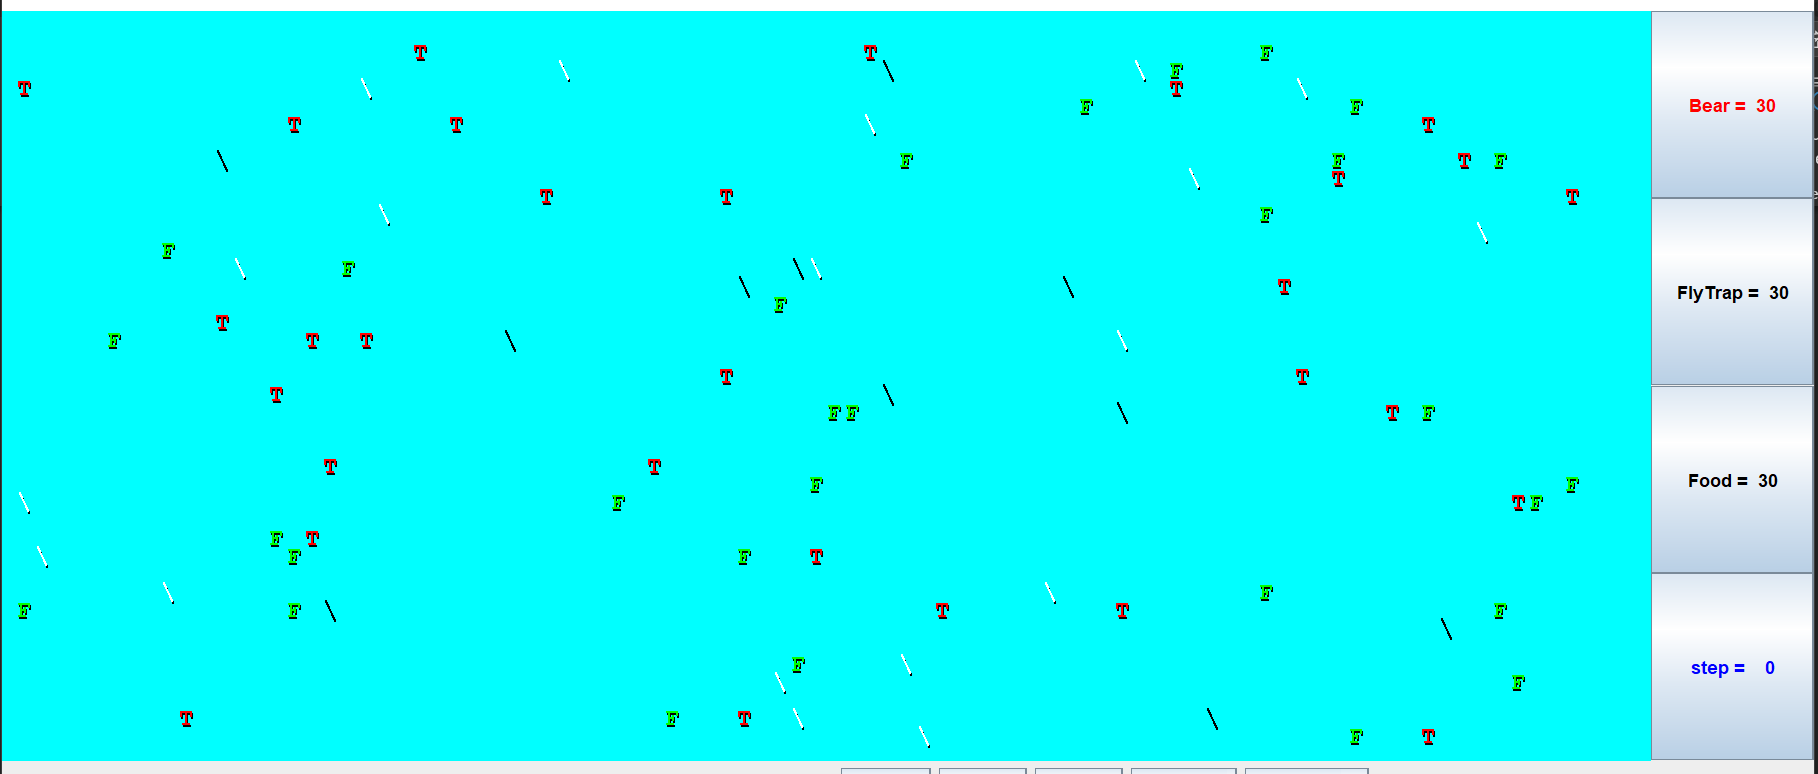 T T F
\ \ \ F
T \ T \
F F
T T \ T
\ F F T F
\ T
T T T
\ F
\
F
\ F \ \
\ \ T
F
T
F T T \ \
T T
T \
F F \ T F
T T
F F
\ F T F
F T
\ F F T
\ \ F
F F \ T T F
\
F \
\ F
T F T \ \
\ F T
Bear = 30
FlyTrap = 30
Food = 30
step = 0